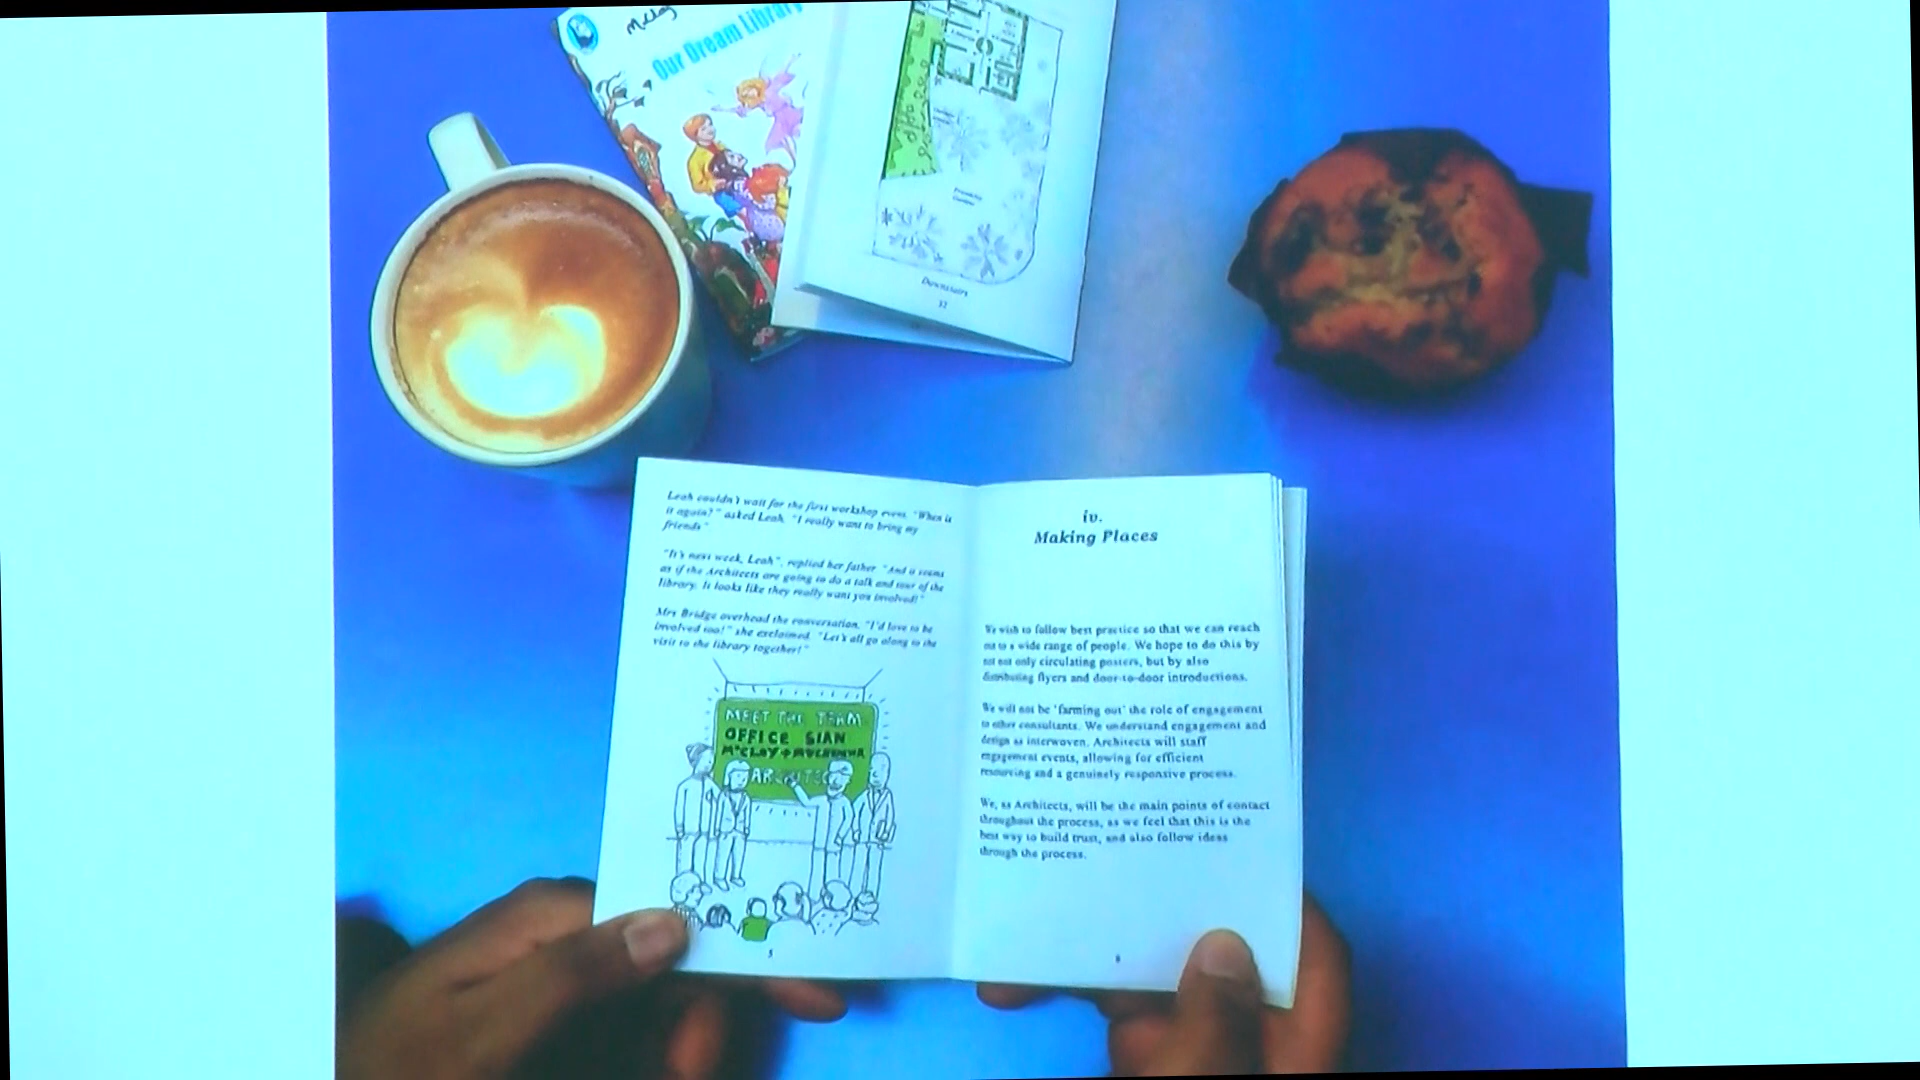 Our Dream Library
Downstairs
32
Leah couldn't wait for the first workshop event. "When is
it again?" asked Leah. "I really want to bring my
friends"
"It's next week, Leah", replied her father "And it seems
as if the Architects are going to do a talk and tour of the
library. It looks like they really want you involved!"
Mrs Bridge overhead the conversation. "I'd love to be
involved too!" she exclaimed. "Let's all go along to the
visit to the library together!"
MEET THE TEAM
OFFICE SIAN
ARCHITEC
5
iv.
Making Places
We wish to follow best practice so that we can reach
out to a wide range of people. We hope to do this by
not only circulating posters, but by also
distributing flyers and door-to-door introductions.
We will not be 'farming out' the role of engagement
to other consultants. We understand engagement and
design as interwoven. Architects will staff
engagement events, allowing for efficient
resourcing and a genuinely responsive process.
We, as Architects, will be the main points of contact
throughout the process, as we feel that this is the
best way to build trust, and also follow ideas
through the process.